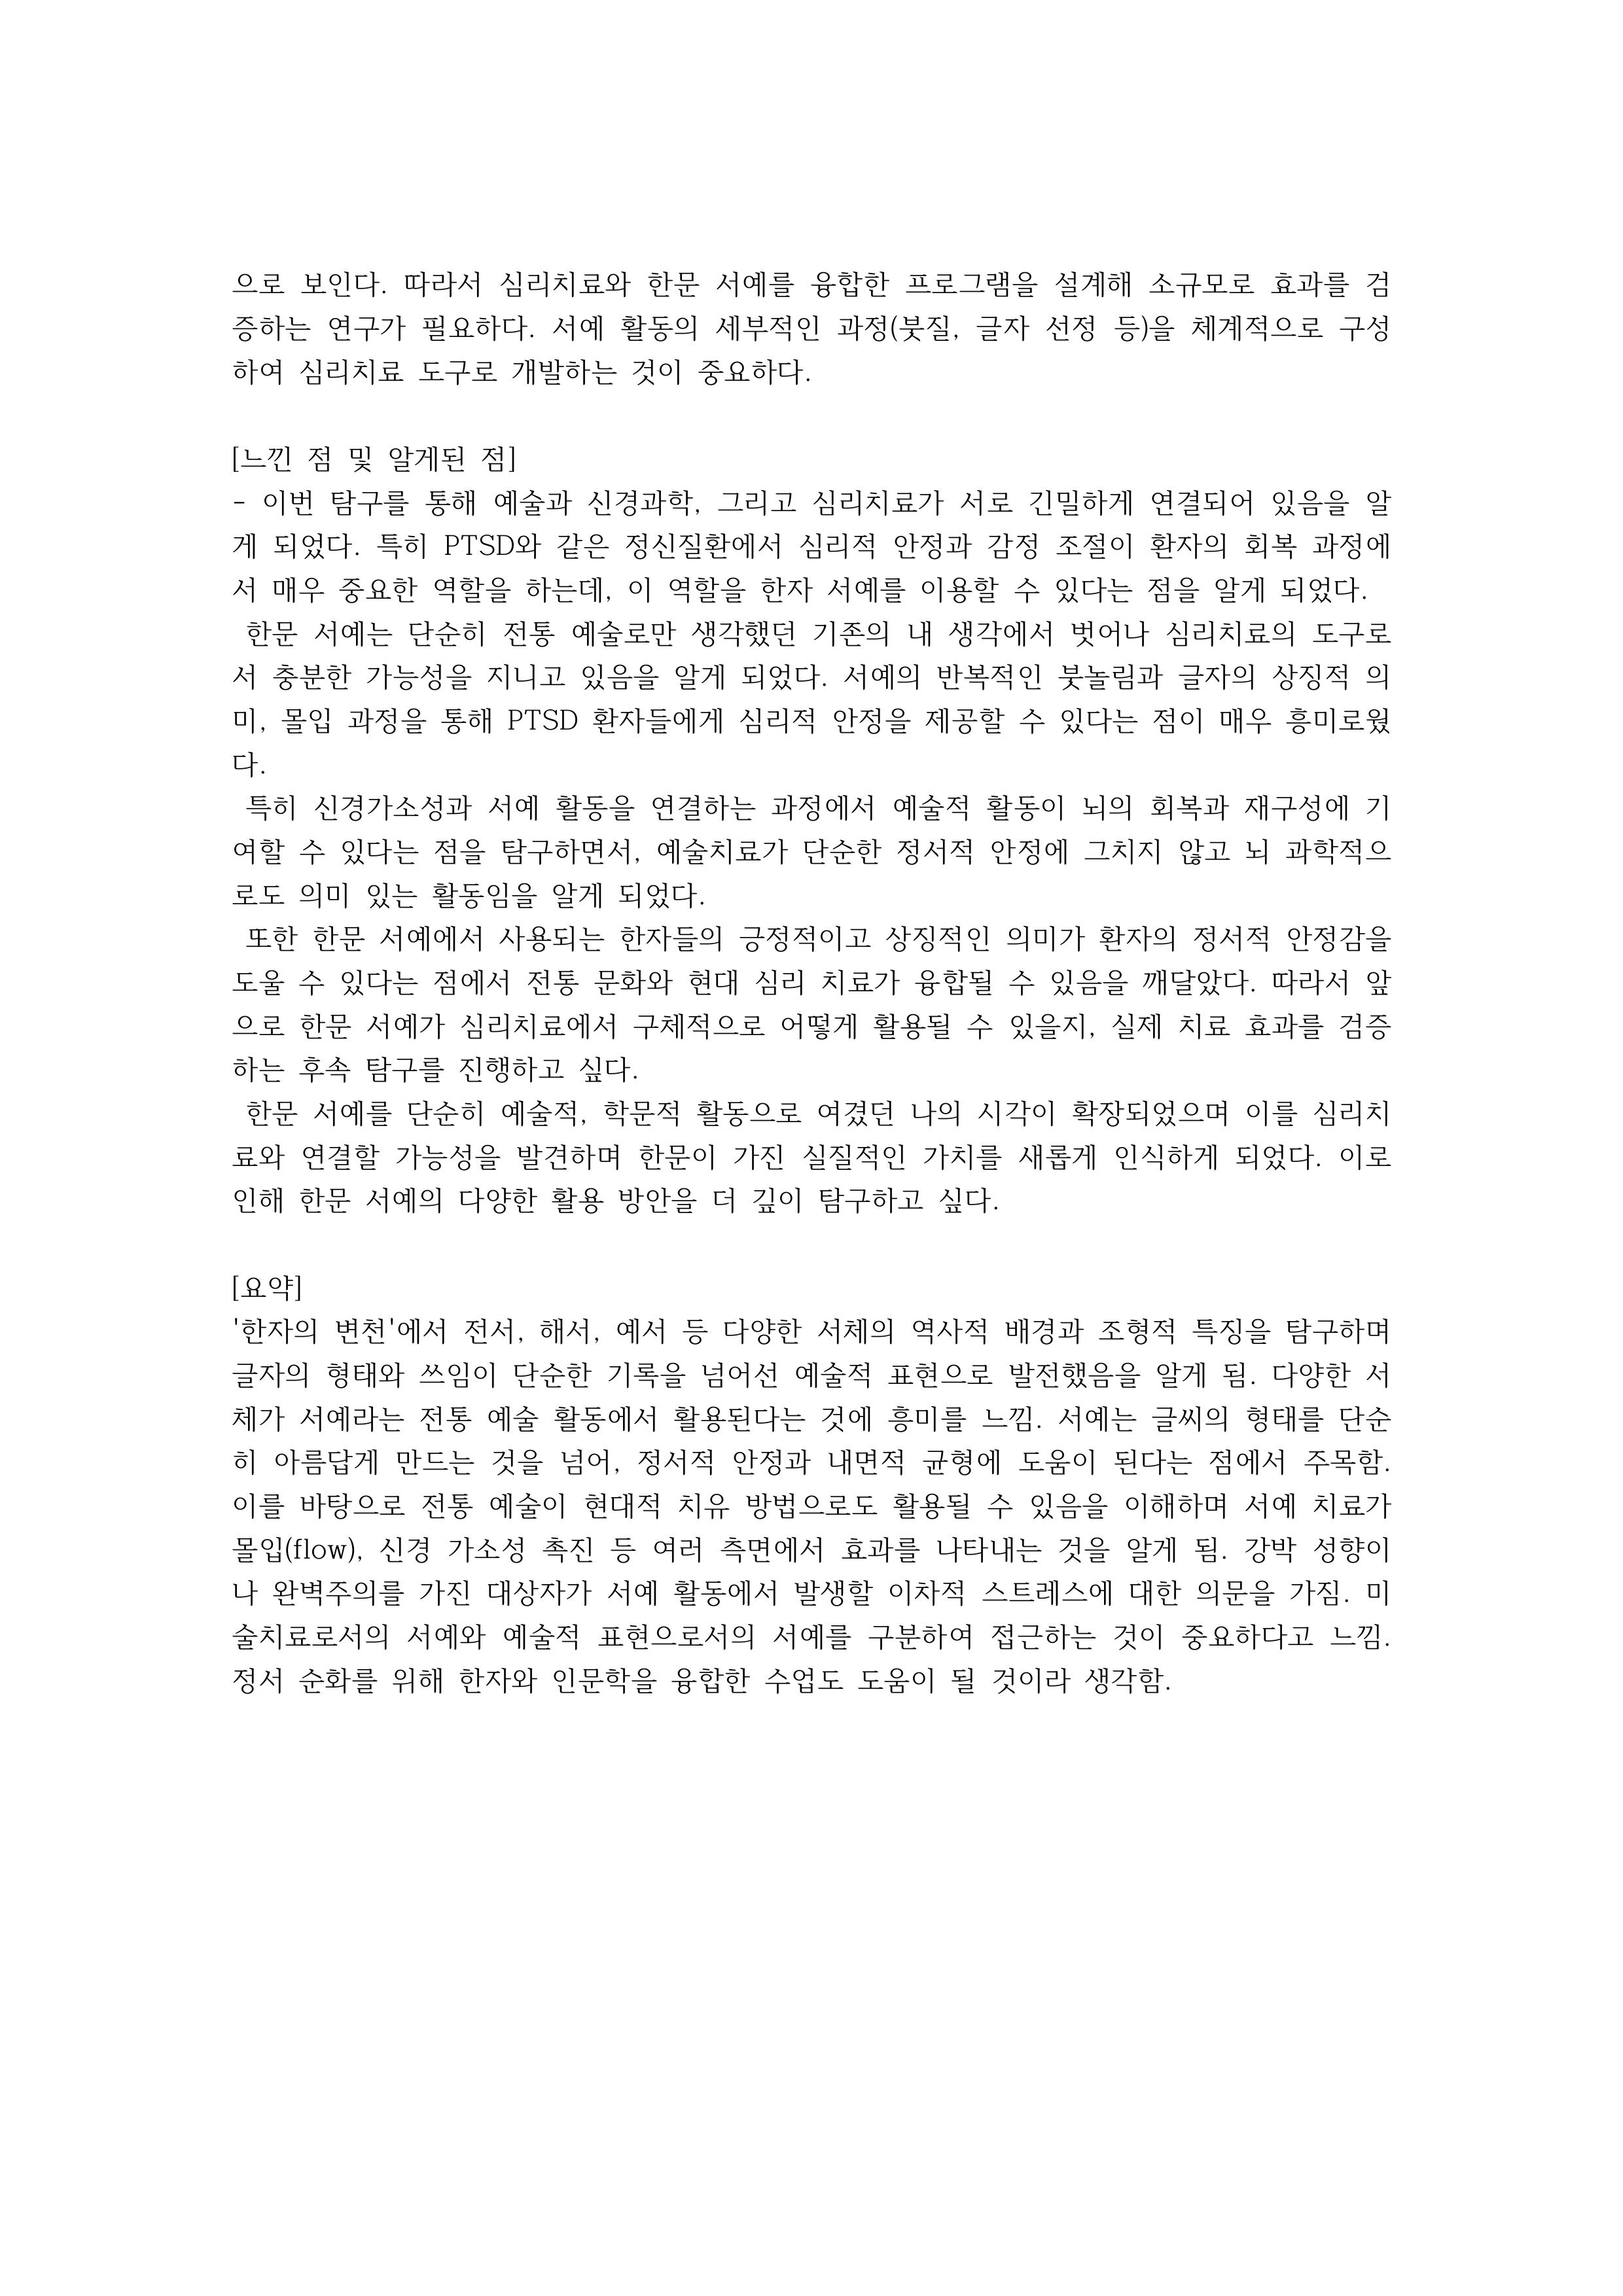 으로 보인다. 따라서 심리치료와 한문 서예를 융합한 프로그램을 설계해 소규모로 효과를 검
증하는 연구가 필요하다. 서예 활동의 세부적인 과정(붓질, 글자 선정 등)을 체계적으로 구성
하여 심리치료 도구로 개발하는 것이 중요하다.

[느낀 점 및 알게된 점]
- 이번 탐구를 통해 예술과 신경과학, 그리고 심리치료가 서로 긴밀하게 연결되어 있음을 알
게 되었다. 특히 PTSD와 같은 정신질환에서 심리적 안정과 감정 조절이 환자의 회복 과정에
서 매우 중요한 역할을 하는데, 이 역할을 한자 서예를 이용할 수 있다는 점을 알게 되었다.
한문 서예는 단순히 전통 예술로만 생각했던 기존의 내 생각에서 벗어나 심리치료의 도구로
서 충분한 가능성을 지니고 있음을 알게 되었다. 서예의 반복적인 붓놀림과 글자의 상징적 의
미, 몰입 과정을 통해 PTSD 환자들에게 심리적 안정을 제공할 수 있다는 점이 매우 흥미로웠
다.
특히 신경가소성과 서예 활동을 연결하는 과정에서 예술적 활동이 뇌의 회복과 재구성에 기
여할 수 있다는 점을 탐구하면서, 예술치료가 단순한 정서적 안정에 그치지 않고 뇌 과학적으
로도 의미 있는 활동임을 알게 되었다.
또한 한문 서예에서 사용되는 한자들의 긍정적이고 상징적인 의미가 환자의 정서적 안정감을
도울 수 있다는 점에서 전통 문화와 현대 심리 치료가 융합될 수 있음을 깨달았다. 따라서 앞
으로 한문 서예가 심리치료에서 구체적으로 어떻게 활용될 수 있을지, 실제 치료 효과를 검증
하는 후속 탐구를 진행하고 싶다.
한문 서예를 단순히 예술적, 학문적 활동으로 여겼던 나의 시각이 확장되었으며 이를 심리치
료와 연결할 가능성을 발견하며 한문이 가진 실질적인 가치를 새롭게 인식하게 되었다. 이로
인해 한문 서예의 다양한 활용 방안을 더 깊이 탐구하고 싶다.

[요약]
'한자의 변천'에서 전서, 해서, 예서 등 다양한 서체의 역사적 배경과 조형적 특징을 탐구하며
글자의 형태와 쓰임이 단순한 기록을 넘어선 예술적 표현으로 발전했음을 알게 됨. 다양한 서
체가 서예라는 전통 예술 활동에서 활용된다는 것에 흥미를 느낌. 서예는 글씨의 형태를 단순
히 아름답게 만드는 것을 넘어, 정서적 안정과 내면적 균형에 도움이 된다는 점에서 주목함.
이를 바탕으로 전통 예술이 현대적 치유 방법으로도 활용될 수 있음을 이해하며 서예 치료가
몰입(flow), 신경 가소성 촉진 등 여러 측면에서 효과를 나타내는 것을 알게 됨. 강박 성향이
나 완벽주의를 가진 대상자가 서예 활동에서 발생할 이차적 스트레스에 대한 의문을 가짐. 미
술치료로서의 서예와 예술적 표현으로서의 서예를 구분하여 접근하는 것이 중요하다고 느낌.
정서 순화를 위해 한자와 인문학을 융합한 수업도 도움이 될 것이라 생각함.